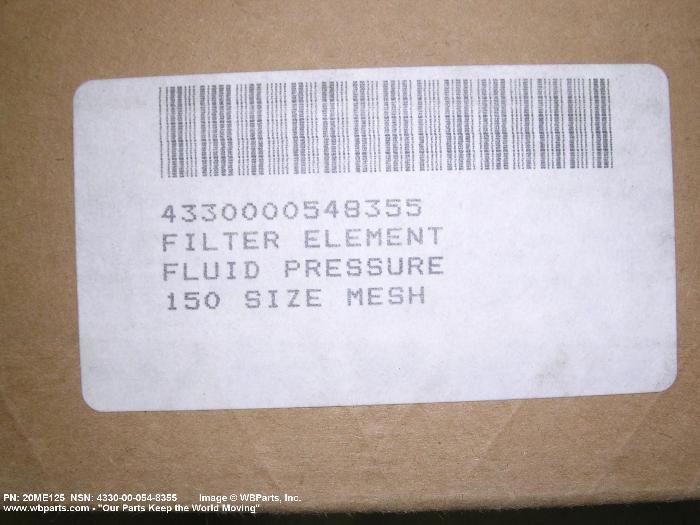 4330000548355
FILTER ELEMENT
FLUID PRESSURE
150 SIZE MESH
PN: 20ME125 NSN: 4330-00-054-8355 Image © WBParts, Inc.
www.wbparts.com - "Our Parts Keep the World Moving"